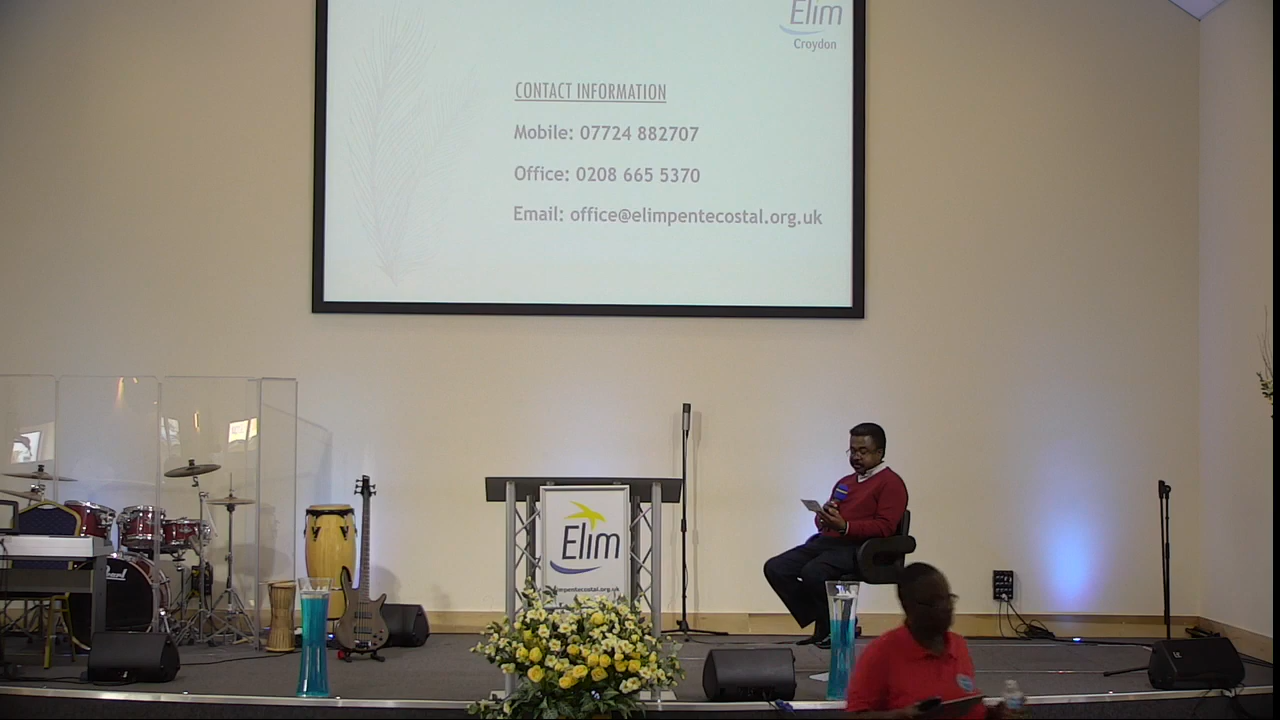 Elim
Croydon
CONTACT INFORMATION
Mobile: 07724 882707
Office: 0208 665 5370
Email: office@elimpentecostal.org.uk
Elim